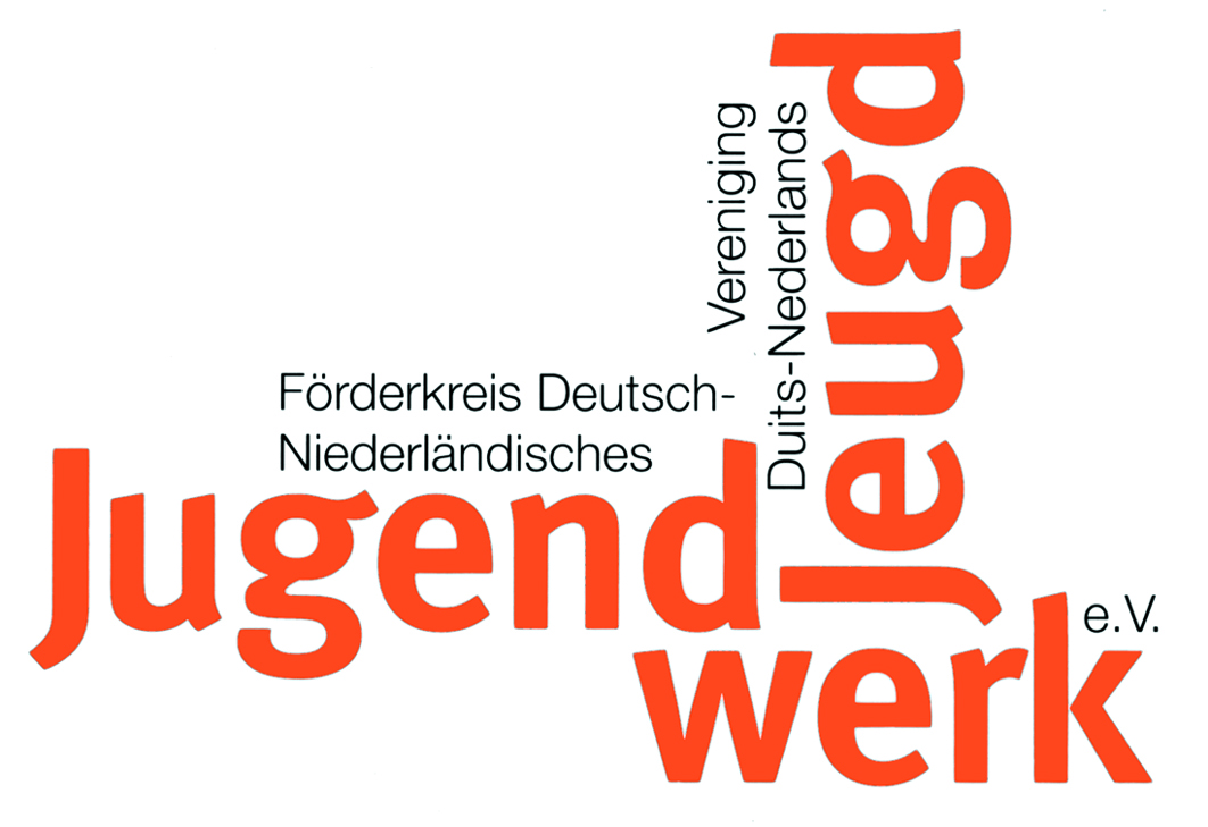 Förderkreis Deutsch-
Niederländisches
Jugend
werk
e.V.
Vereniging
Duits-Nederlands
Jeugd